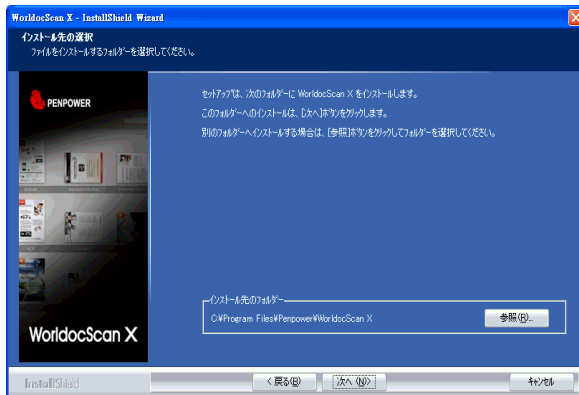 WorldocScan X - InstallShield Wizard
インストール先の選択
ファイルをインストールするフォルダーを選択してください。
PENPOWER
セットアップは、次のフォルダーに WorldocScan X をインストールします。
このフォルダーへのインストールは、[次へ]ボタンをクリックします。
別のフォルダーへインストールする場合は、[参照]ボタンをクリックしてフォルダーを選択してください。
インストール先のフォルダー
C:¥Program Files¥Penpower¥WorldocScan X
参照(R)...
WorldocScan X
InstallShield
< 戻る(B)
次へ (N)>
キャンセル